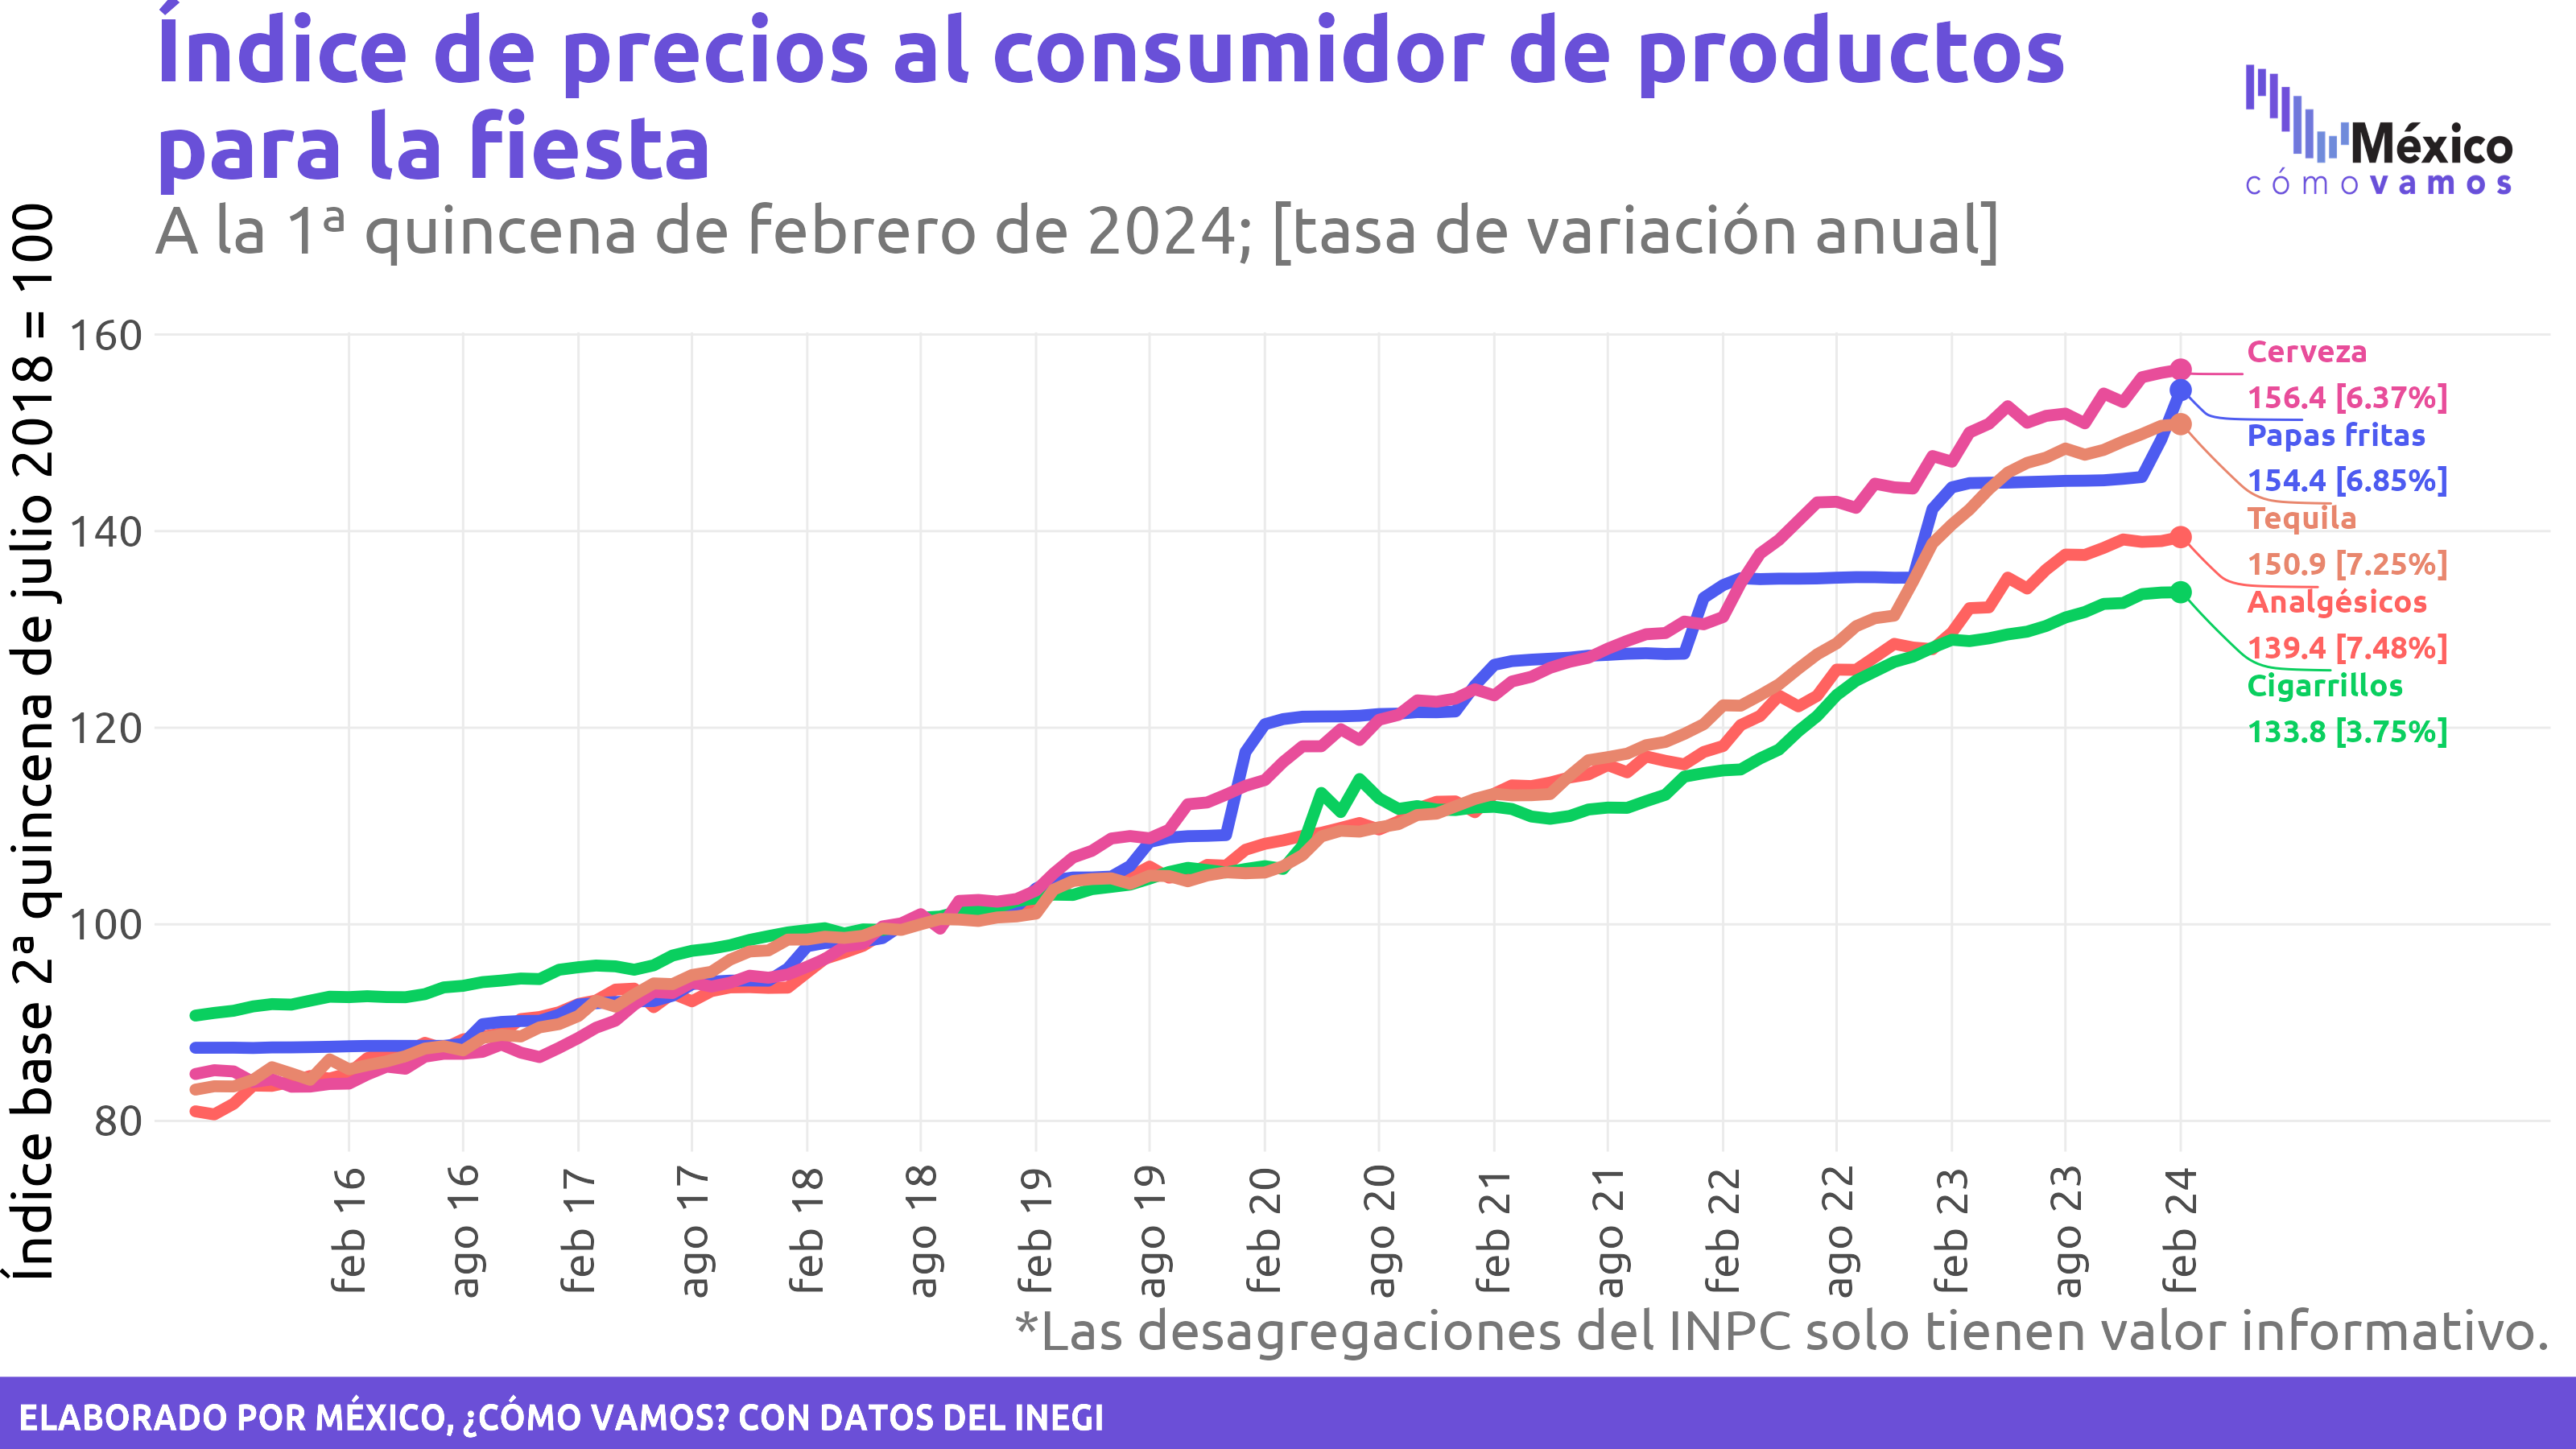 Índice de precios al consumidor de productos
para la fiesta
A la 1ª quincena de febrero de 2024; [tasa de variación anual]
México
cómo vamos
Índice base 2ª quincena de julio 2018 = 100
160
140
120
100
80
Cerveza
156.4 [6.37%]
Papas fritas
154.4 [6.85%]
Tequila
150.9 [7.25%]
Analgésicos
139.4 [7.48%]
Cigarrillos
133.8 [3.75%]
feb 16
ago 16
feb 17
ago 17
feb 18
ago 18
feb 19
ago 19
feb 20
ago 20
feb 21
ago 21
feb 22
ago 22
feb 23
ago 23
feb 24
*Las desagregaciones del INPC solo tienen valor informativo.
ELABORADO POR MÉXICO, ¿CÓMO VAMOS? CON DATOS DEL INEGI